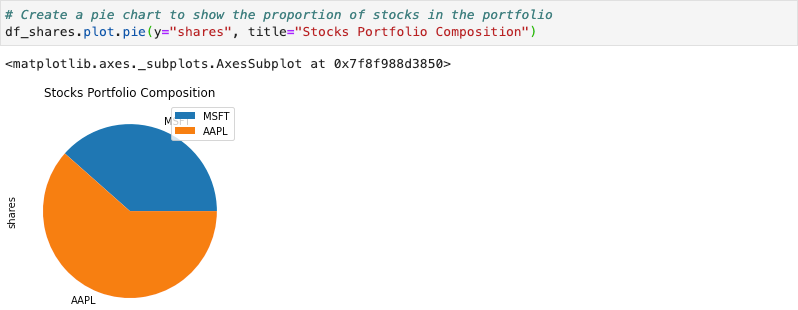 # Create a pie chart to show the proportion of stocks in the portfolio
df_shares.plot.pie(y="shares", title="Stocks Portfolio Composition")
<matplotlib.axes._subplots.AxesSubplot at 0x7f8f988d3850>
Stocks Portfolio Composition
MSFT
MSFT
AAPL
shares
AAPL